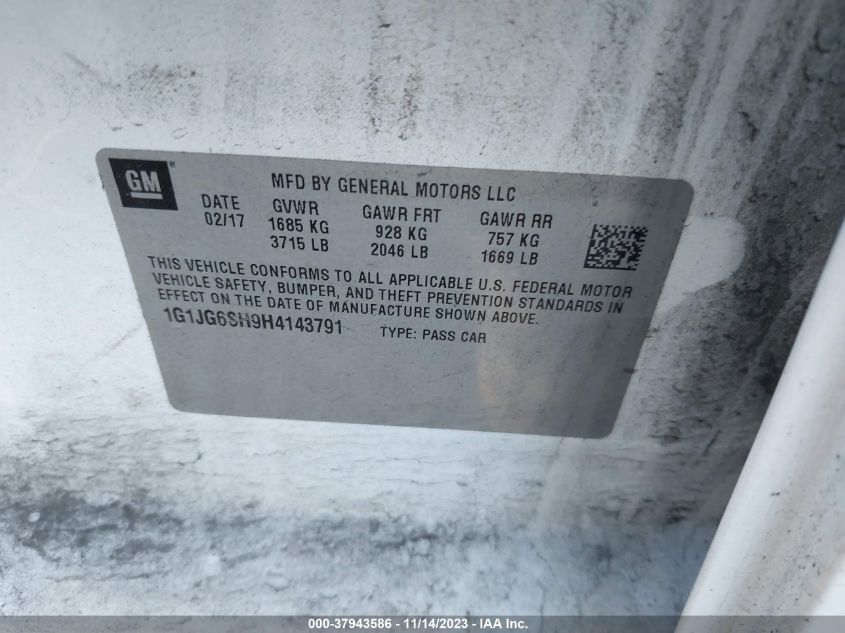 GM®
MFD BY GENERAL MOTORS LLC
DATE GVWR GAWR FRT GAWR RR
02/17 1685 KG 928 KG 757 KG
3715 LB 2046 LB 1669 LB
THIS VEHICLE CONFORMS TO ALL APPLICABLE U.S. FEDERAL MOTOR
VEHICLE SAFETY, BUMPER, AND THEFT PREVENTION STANDARDS IN
EFFECT ON THE DATE OF MANUFACTURE SHOWN ABOVE.
1G1JG6SH9H4143791 TYPE: PASS CAR
000-37943586 - 11/14/2023 - IAA Inc.